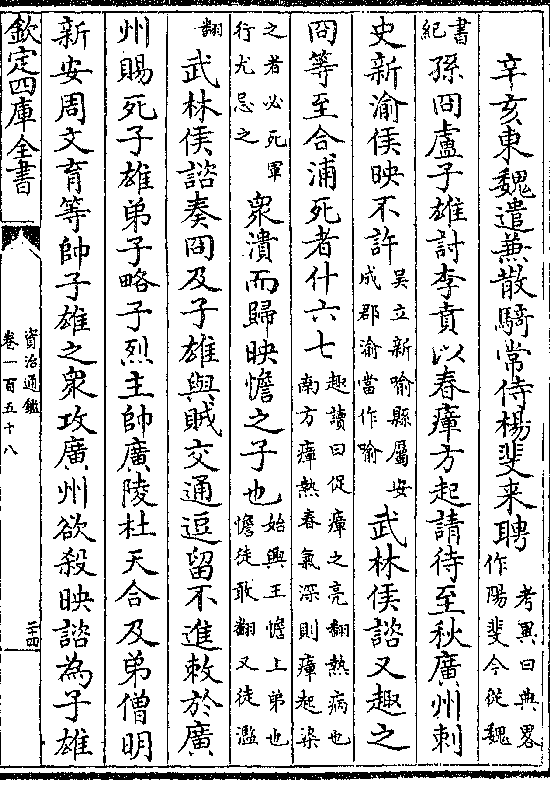 辛亥東魏遣兼散騎常侍楊斐来聘考異曰典畧作陽斐今從魏
書紀孫冏盧子雄討李賁以春瘴方起請待至秋廣州刺
史新渝侯映不許吳立新喻縣屬安成郡渝當作喻武林侯諮又趣之
冏等至合浦死者什六七趣讀曰促瘴之亮翻熱病也南方瘴熱春氣深則瘴起染
之者必死軍行尤忌之衆潰而歸映憺之子也始興王憺上弟也憺徒敢翻又徒濫
翻武林侯諮奏冏及子雄與賊交通逗留不進敕於廣
州賜死子雄弟子略子烈主帥廣陵杜天合及弟僧明
新安周文育等帥子雄之衆攻廣州欲殺映諮為子雄
欽定四庫全書
資治通鑑
卷一百五十八
二十四